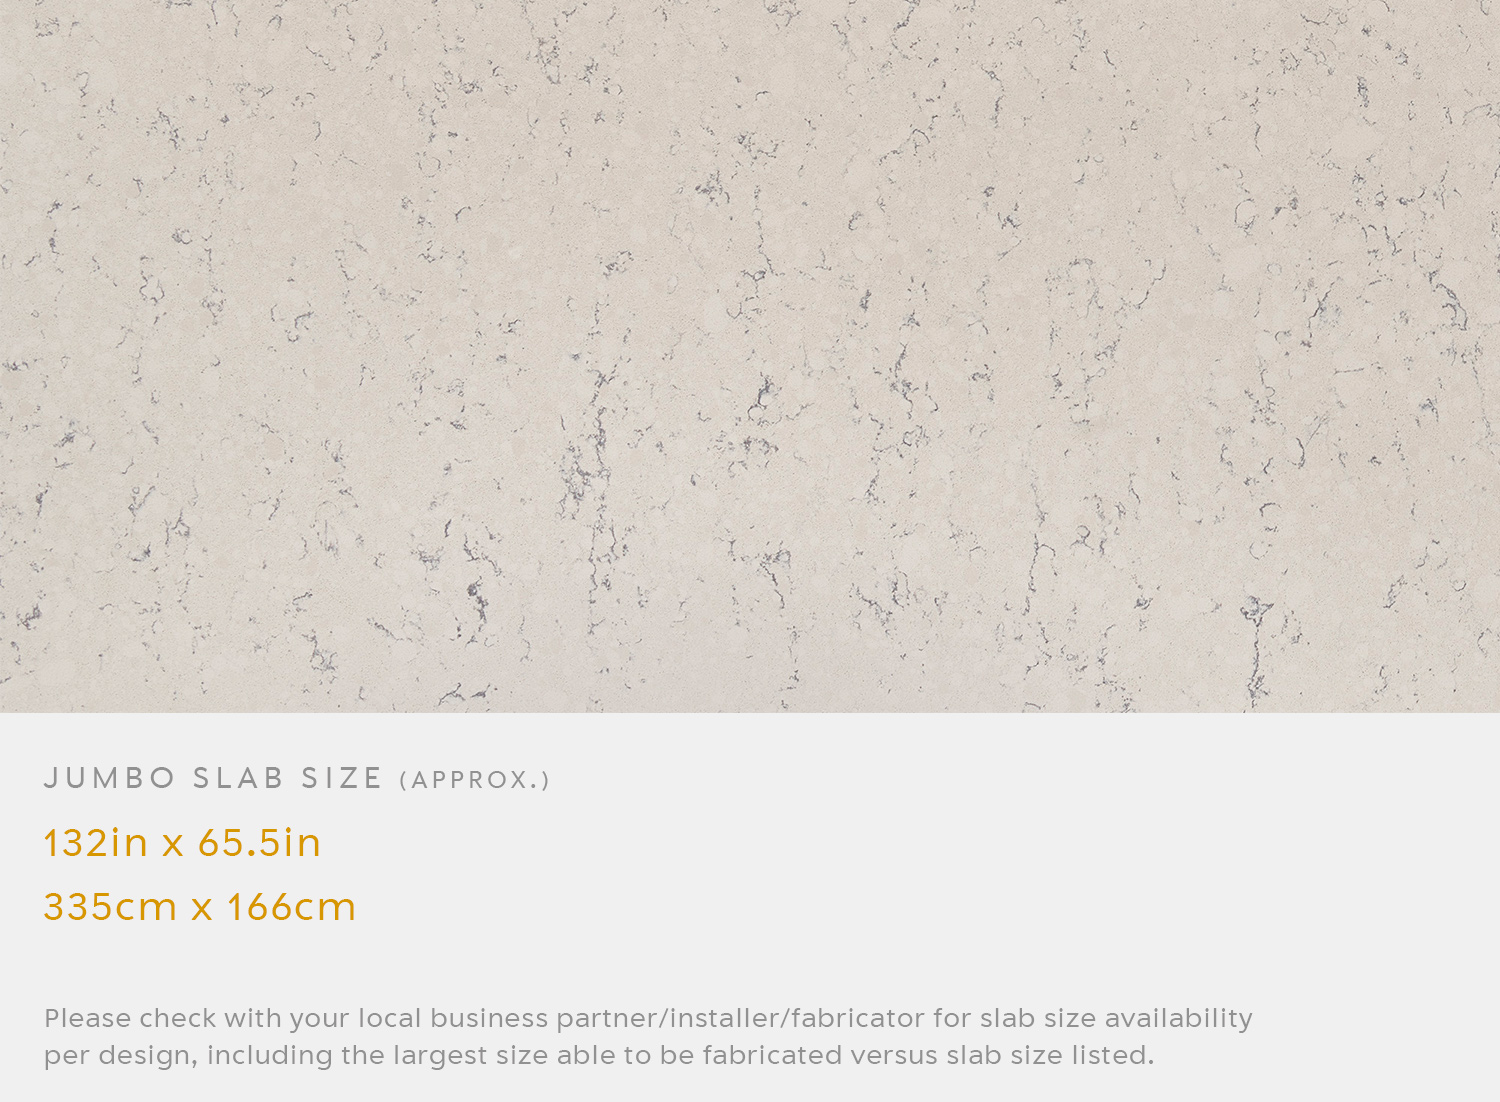 JUMBO SLAB SIZE (APPROX.)
132in x 65.5in
335cm x 166cm
Please check with your local business partner/installer/fabricator for slab size availability
per design, including the largest size able to be fabricated versus slab size listed.